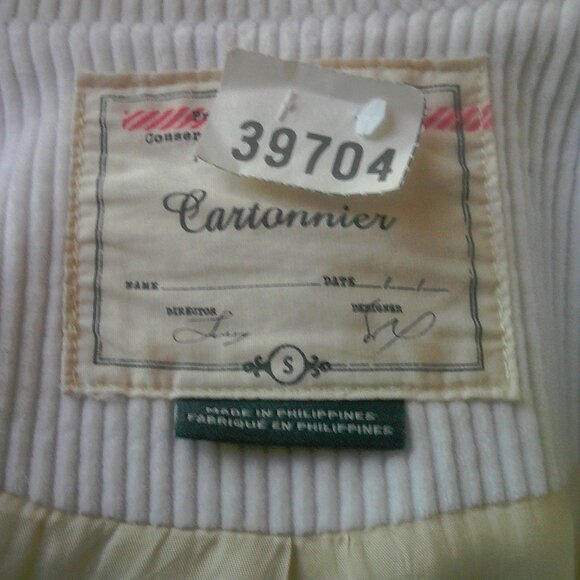 39704
Conser
Cartonnier
NAME DATE / /
DIRECTOR DESIGNER
S
MADE IN PHILIPPINES
FABRIQUÉ EN PHILIPPINES